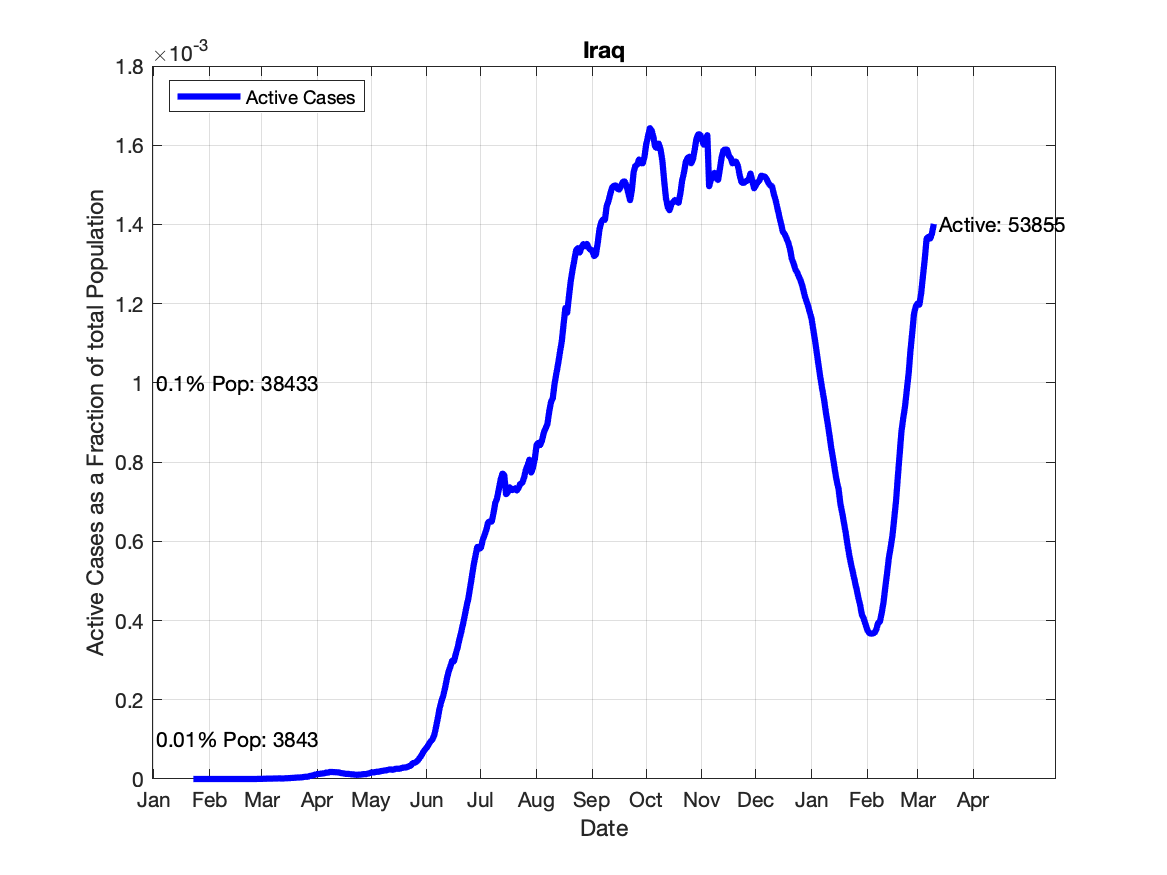 Iraq
×10-3
1.8
1.6
1.4
1.2
1
0.8
0.6
0.4
0.2
0
Active Cases
Active: 53855
0.1% Pop: 38433
0.01% Pop: 3843
Active Cases as a Fraction of total Population
Jan Feb Mar Apr May Jun Jul Aug Sep Oct Nov Dec Jan Feb Mar Apr
Date